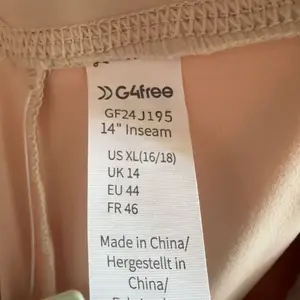 G4free
GF24J195
14" Inseam
US XL(16/18)
UK 14
EU 44
FR 46
Made in China/
Hergestellt in
China/